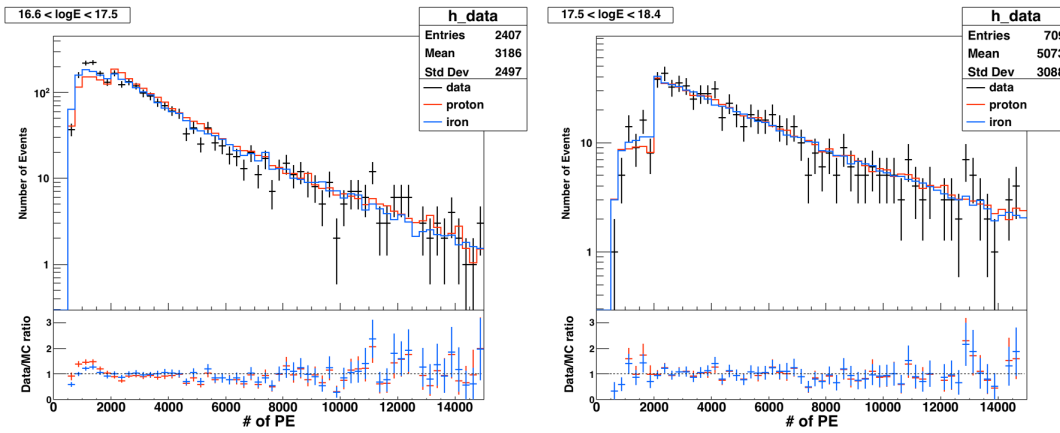 16.6 < logE < 17.5
h_data
Entries 2407
Mean 3186
Std Dev 2497
data
proton
iron
Number of Events
10²
10
1
Data/MC ratio
3
2
1
0
0 2000 4000 6000 8000 10000 12000 14000
# of PE
17.5 < logE < 18.4
h_data
Entries 709
Mean 5073
Std Dev 3088
data
proton
iron
Number of Events
10
1
Data/MC ratio
3
2
1
0
0 2000 4000 6000 8000 10000 12000 14000
# of PE